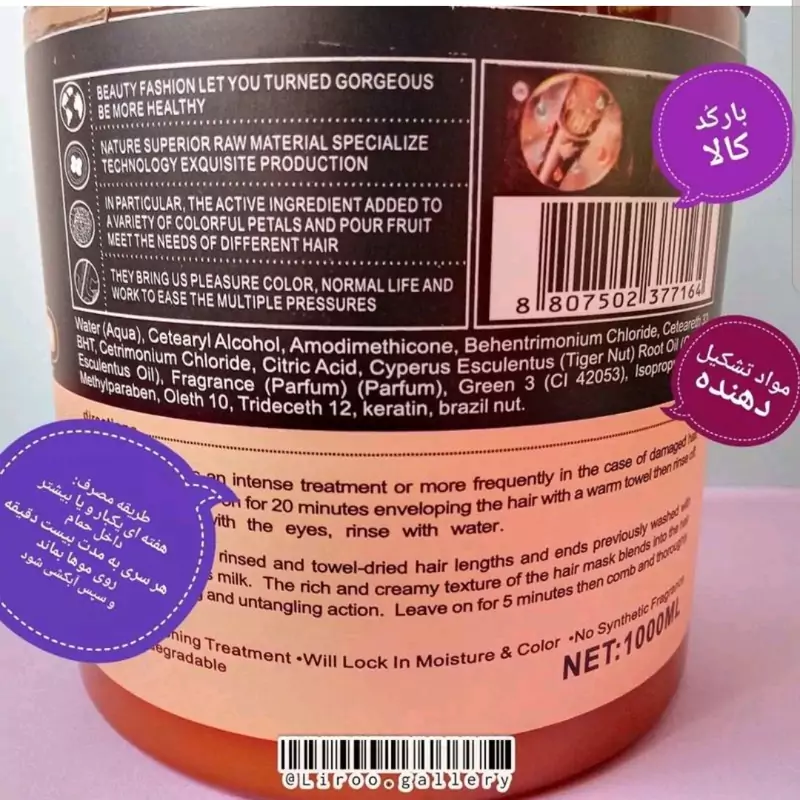 BEAUTY FASHION LET YOU TURNED GORGEOUS
BE MORE HEALTHY
NATURE SUPERIOR RAW MATERIAL SPECIALIZE
TECHNOLOGY EXQUISITE PRODUCTION
IN PARTICULAR, THE ACTIVE INGREDIENT ADDED TO
A VARIETY OF COLORFUL PETALS AND POUR FRUIT
MEET THE NEEDS OF DIFFERENT HAIR
THEY BRING US PLEASURE COLOR, NORMAL LIFE AND
WORK TO EASE THE MULTIPLE PRESSURES
بارکد
کالا
8 807502 377164
Water (Aqua), Cetearyl Alcohol, Amodimethicone, Behentrimonium Chloride, Ceteareth
BHT, Cetrimonium Chloride, Citric Acid, Cyperus Esculentus (Tiger Nut) Root Oil
Esculentus Oil), Fragrance (Parfum) (Parfum), Green 3 (CI 42053),
Methylparaben, Oleth 10, Trideceth 12, keratin, brazil nut.
مواد تشکیل
دهنده
an intense treatment or more frequently in the case of damaged
for 20 minutes enveloping the hair with a warm towel then rinse off.
with the eyes, rinse with water.
rinsed and towel-dried hair lengths and ends previously washed with
milk. The rich and creamy texture of the hair mask blends into the hair
and untangling action. Leave on for 5 minutes then comb and thoroughly
Treatment •Will Lock In Moisture & Color •No Synthetic Fragrance
NET:1000ML
طریقه مصرف:
هفته ای یکبار و یا بیشتر
داخل حمام
هر سری به مدت بیست دقیقه
روی موها بماند
و سپس آبکشی شود
@Liroo.gallery